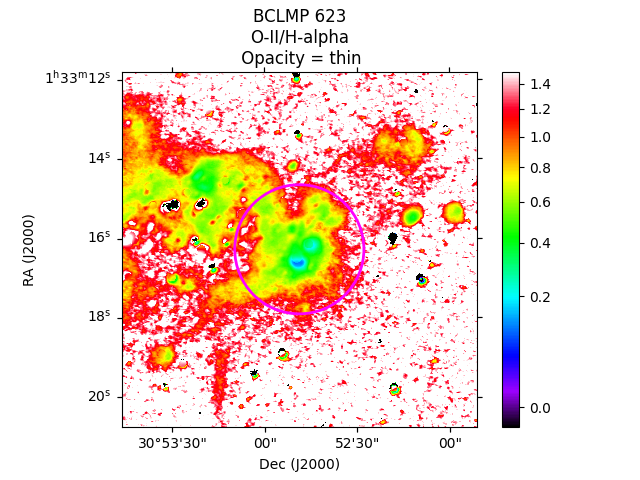 BCLMP 623
O-II/H-alpha
Opacity = thin
1h33m12s
14s
16s
18s
20s
RA (J2000)
30°53'30"
00"
52'30"
00"
Dec (J2000)
1.4
1.2
1.0
0.8
0.6
0.4
0.2
0.0